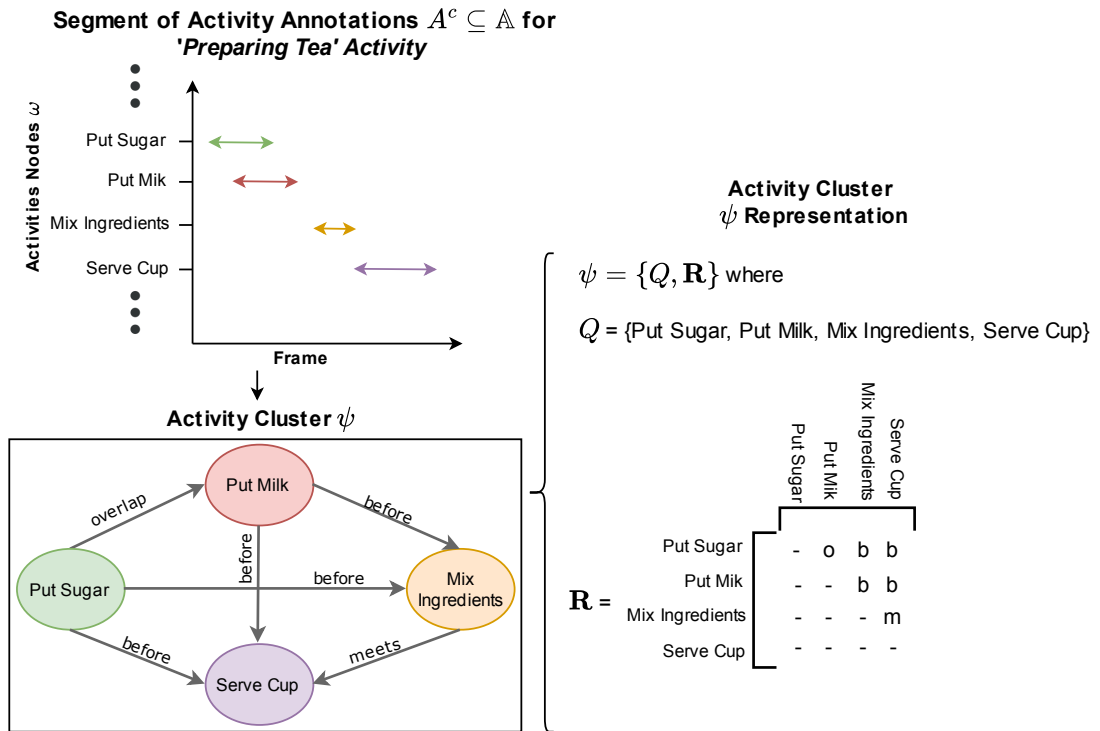 Segment of Activity Annotations A^c ⊆ 𝔸 for
'Preparing Tea' Activity
Activities Nodes ω
Put Sugar
Put Mik
Mix Ingredients
Serve Cup
Frame
Activity Cluster ψ
Put Milk
overlap
before
before
Put Sugar
before
Mix
Ingredients
before
meets
Serve Cup
Activity Cluster
ψ Representation
ψ = {Q, R} where
Q = {Put Sugar, Put Milk, Mix Ingredients, Serve Cup}
Put Sugar
Put Mik
Mix Ingredients
Serve Cup
R =
Put Sugar - o b b
Put Mik - - b b
Mix Ingredients - - - m
Serve Cup - - - -